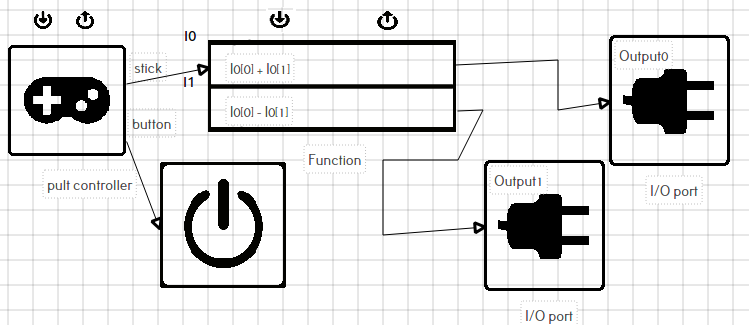 I0
Output0
stick
I0[0] + I0[1]
I1
I0[0] - I0[1]
button
Function
Output1
pult controller
I/O port
I/O port